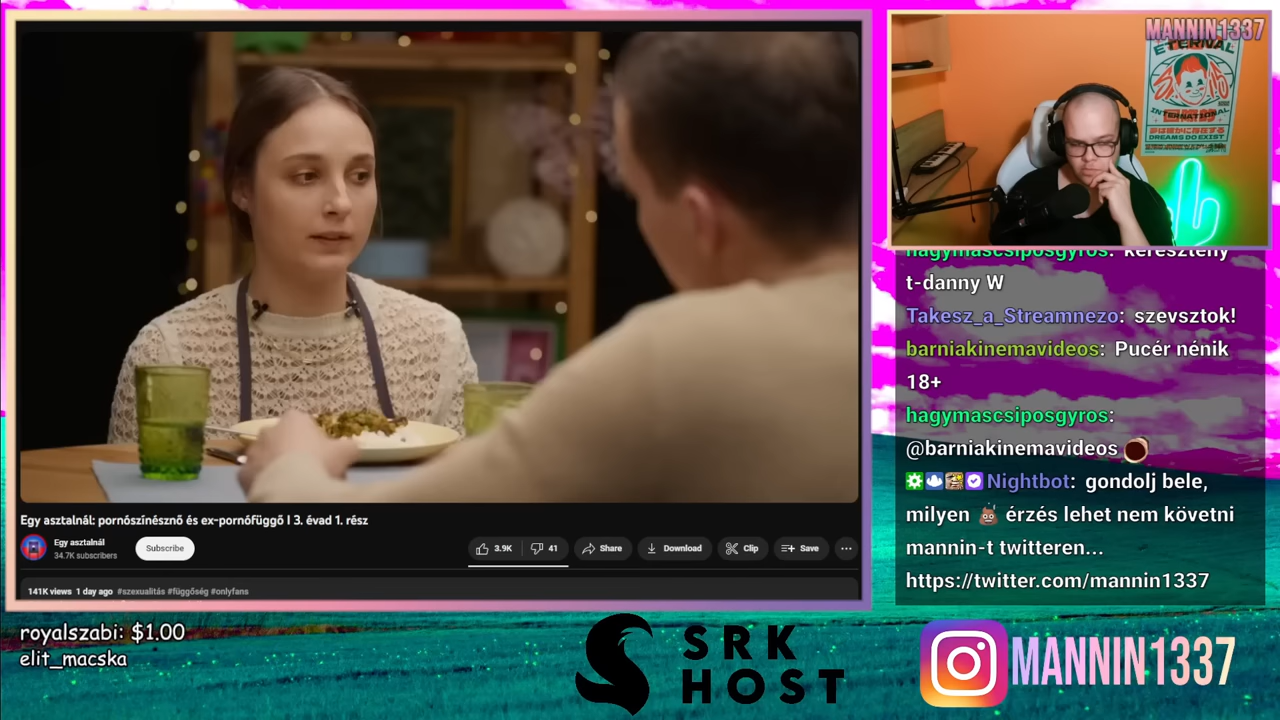 MANNIN1337
ETERNAL
INTERNATIONAL
DREAMS DO EXIST
hagymascsiposgyros: keresztény
t-danny W
Takesz_a_Streamnezo: szevsztok!
barniakinemavideos: Pucér nénik
18+
hagymascsiposgyros:
@barniakinemavideos
Nightbot: gondolj bele,
milyen 💩 érzés lehet nem követni
mannin-t twitteren...
https://twitter.com/mannin1337
Egy asztalnál: pornószínésznő és ex-pornófüggő I 3. évad 1. rész
Egy asztalnál
34.7K subscribers
Subscribe
3.9K
41
Share
Download
Clip
Save
141K views 1 day ago #szexualitás #függőség #onlyfans
royalszabi: $1.00
elit_macska
SRK
HOST
MANNIN1337